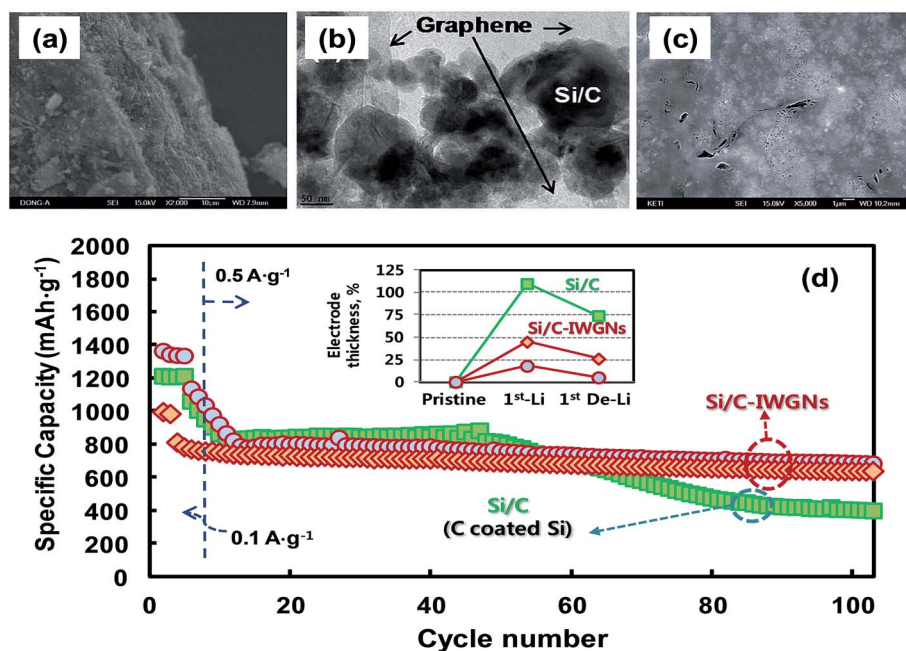 (a)
(b)
(c)
Graphene
Si/C
DONG-A SEI 15.0kV X2,000 10μm WD 7.9mm
50 nm
KETI SEI 15.0kV X5,000 1μm WD 10.2mm
(d)
Specific Capacity (mAh·g⁻¹)
2000
1800
1600
1400
1200
1000
800
600
400
200
0
0.5 A·g⁻¹
0.1 A·g⁻¹
Electrode thickness, %
125
100
75
50
25
0
Si/C
Si/C-IWGNs
Pristine 1ˢᵗ-Li 1ˢᵗ De-Li
Si/C-IWGNs
Si/C
(C coated Si)
0 20 40 60 80 100
Cycle number